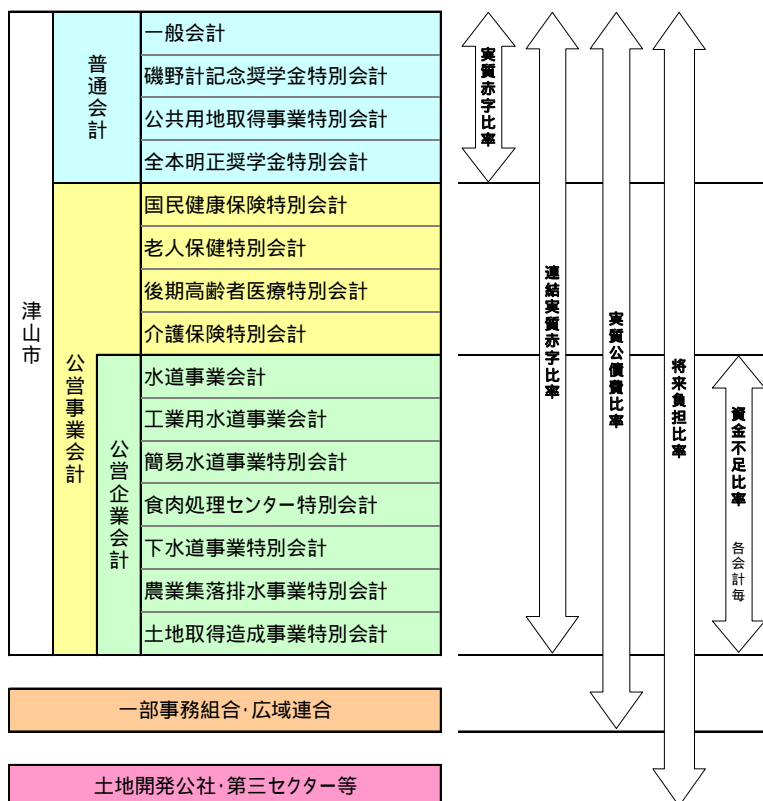 津山市
普通会計
一般会計
磯野計記念奨学金特別会計
公共用地取得事業特別会計
全本明正奨学金特別会計
公営事業会計
国民健康保険特別会計
老人保健特別会計
後期高齢者医療特別会計
介護保険特別会計
公営企業会計
水道事業会計
工業用水道事業会計
簡易水道事業特別会計
食肉処理センター特別会計
下水道事業特別会計
農業集落排水事業特別会計
土地取得造成事業特別会計
一部事務組合・広域連合
土地開発公社・第三セクター等
実質赤字比率
連結実質赤字比率
実質公債費比率
将来負担比率
資金不足比率
各会計毎